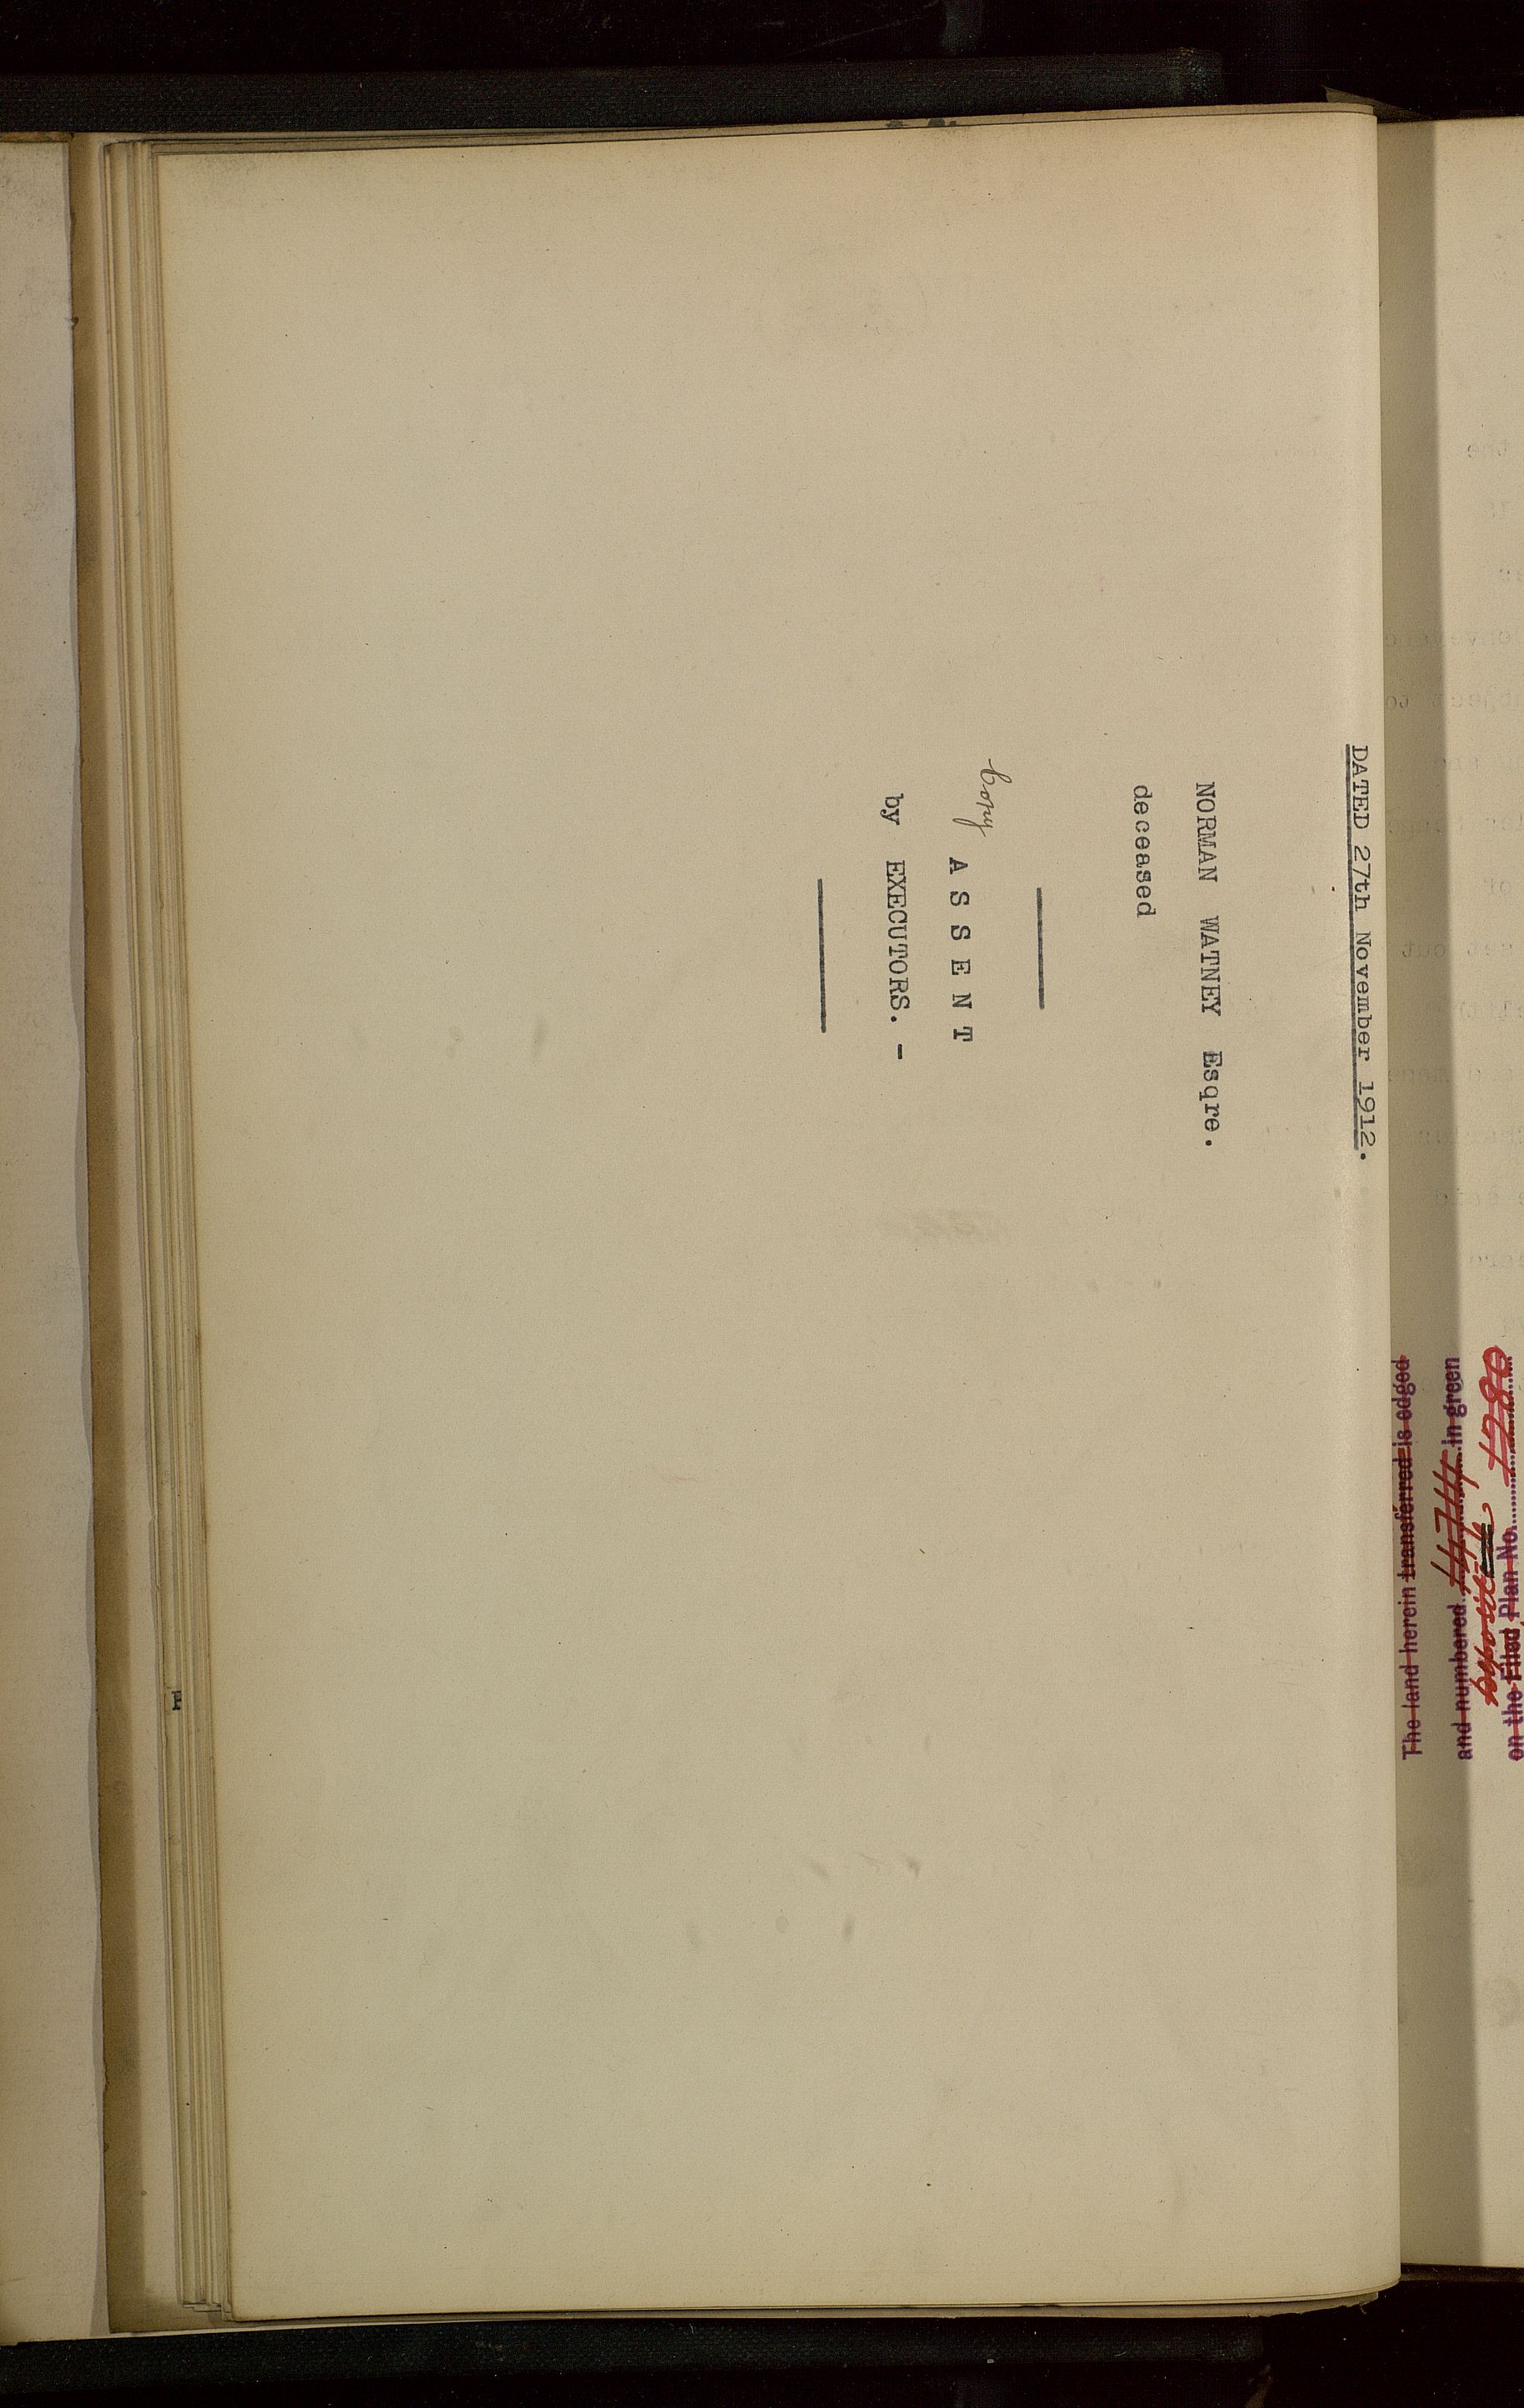 DATED 27th November 1912.
NORMAN WATNEY Esqre.
deceased
Copy A S S E N T
by EXECUTORS. -
The land herein transferred is edged
and numbered in green
opposite
on the Filed Plan No.